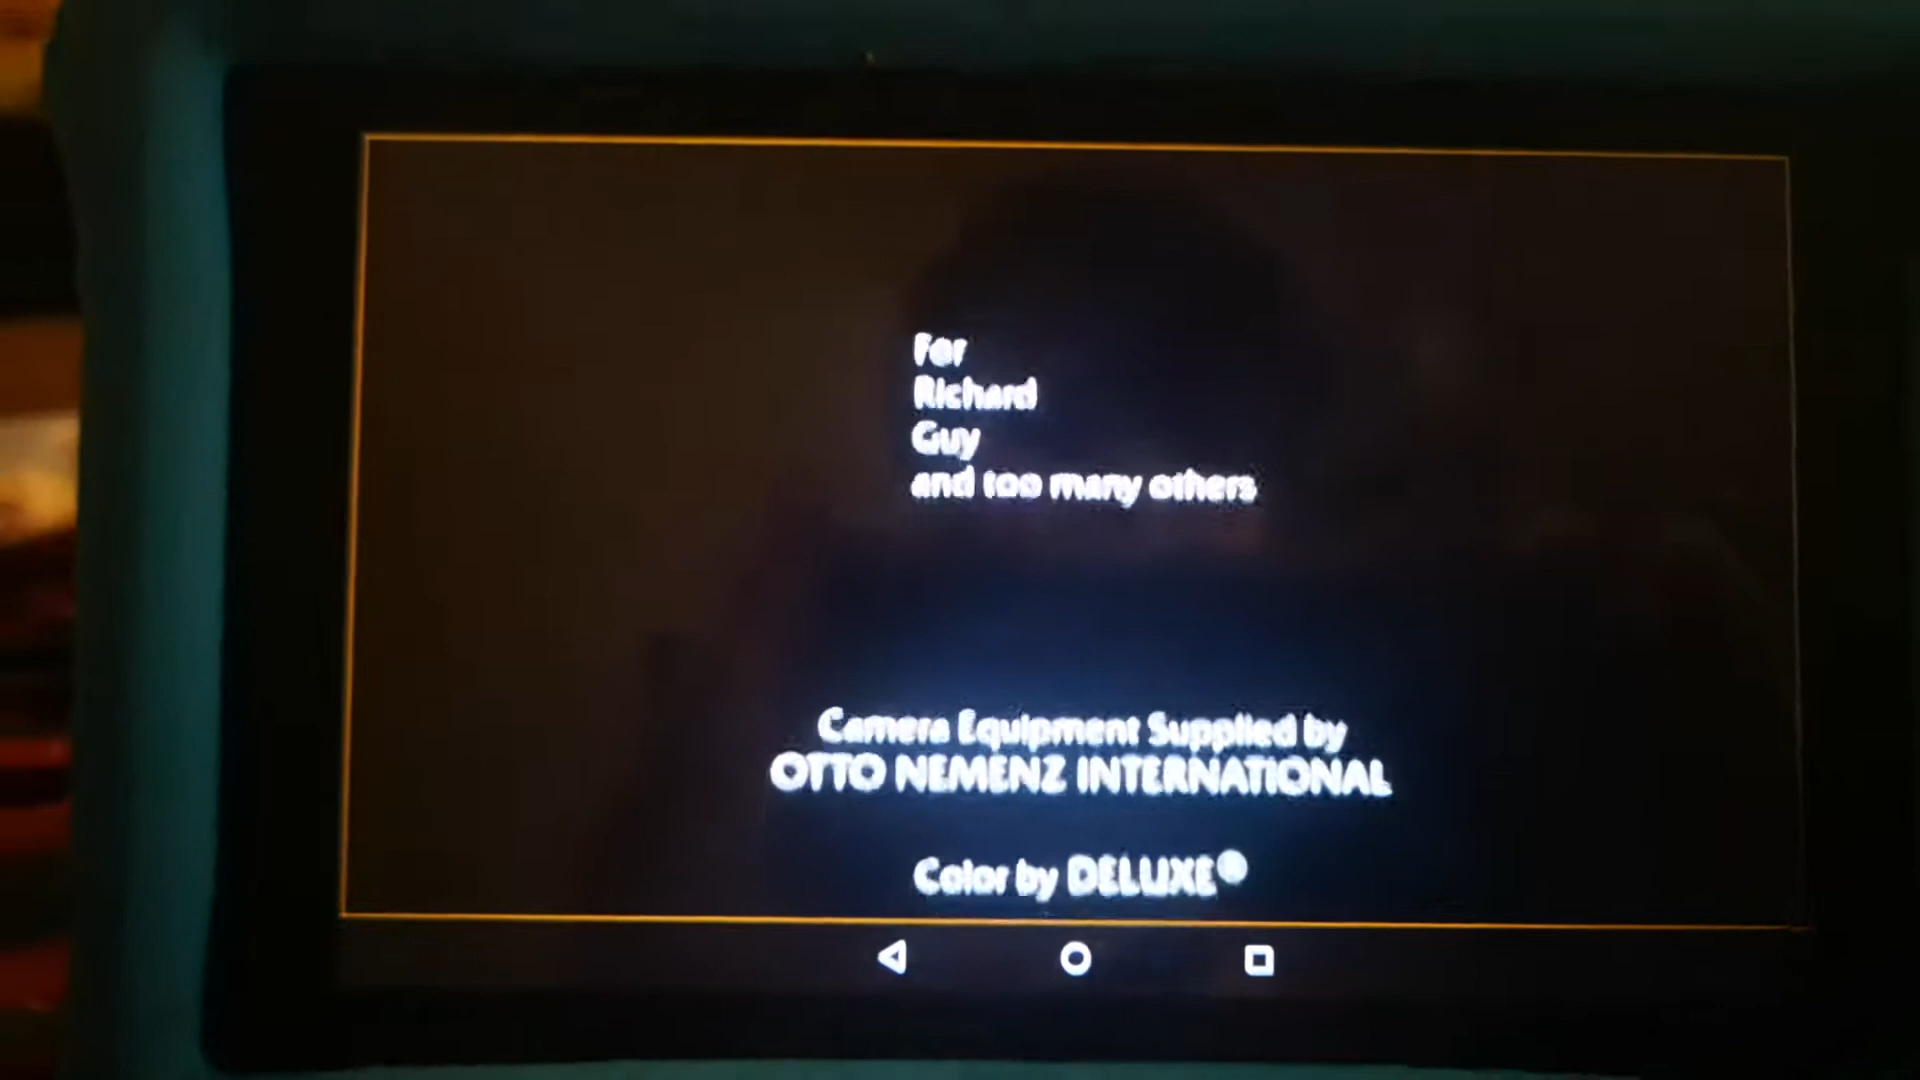 For
Richard
Guy
and too many others
Camera Equipment Supplied by
OTTO NEMENZ INTERNATIONAL
Color by DELUXE®